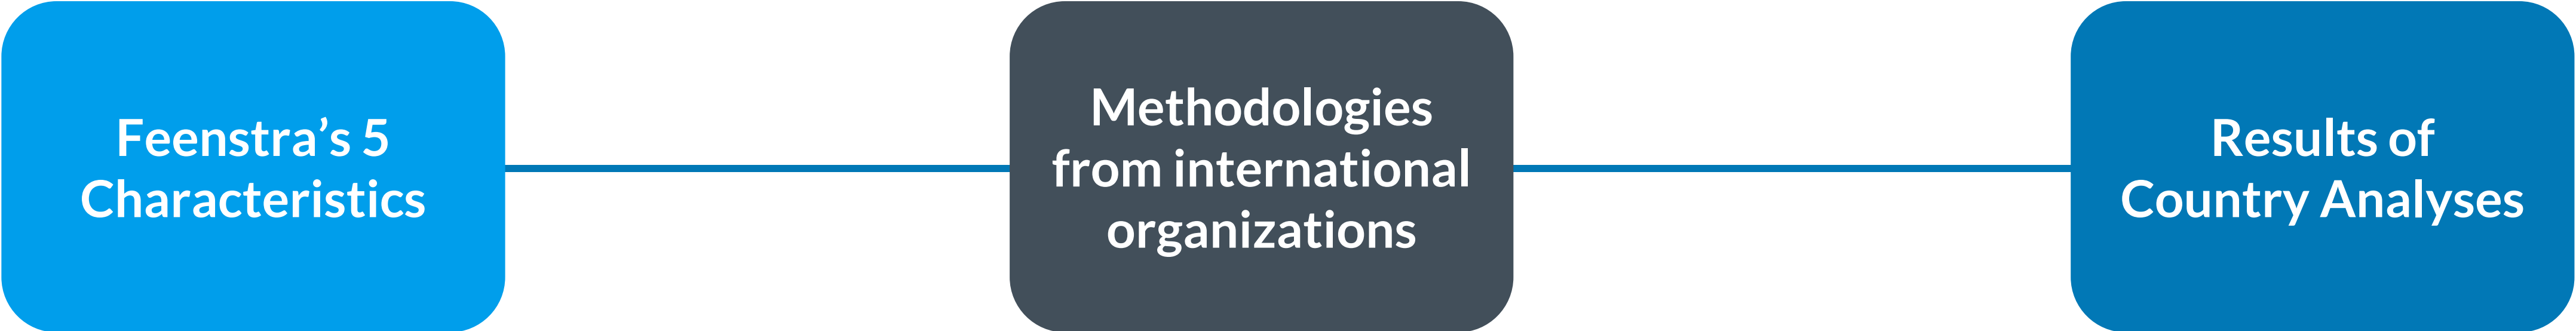 Feenstra’s 5
Characteristics
Methodologies
from international
organizations
Results of
Country Analyses